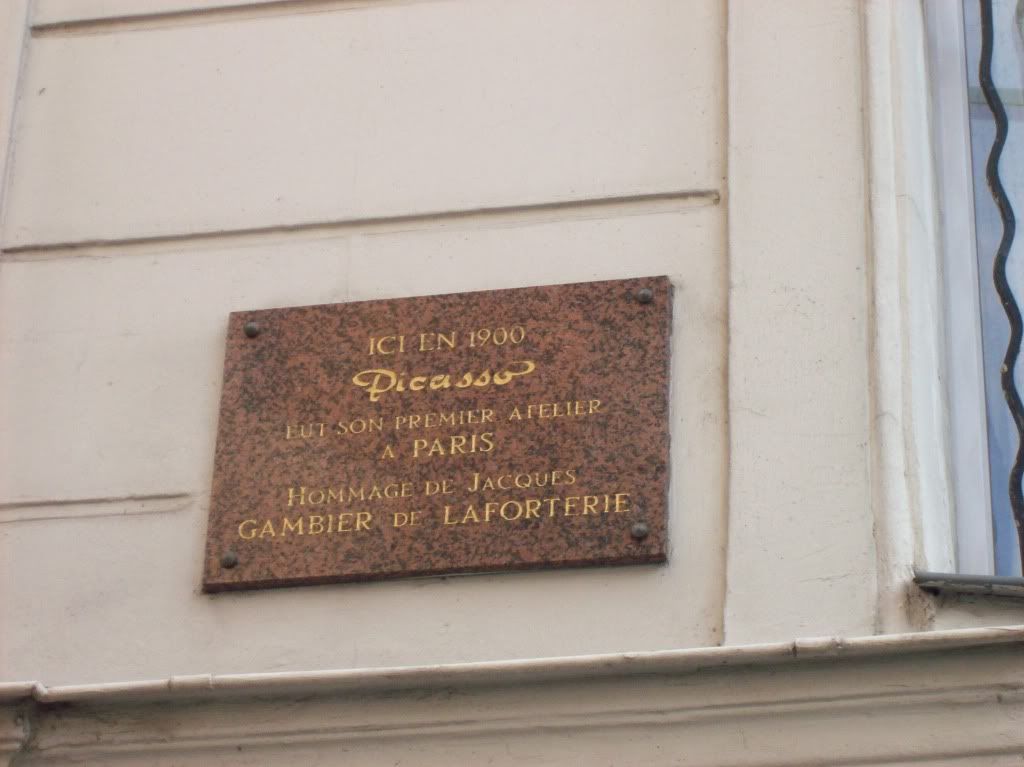 ICI EN 1900
Picasso
EUT SON PREMIER ATELIER
A PARIS
HOMMAGE DE JACQUES
GAMBIER DE LAFORTERIE